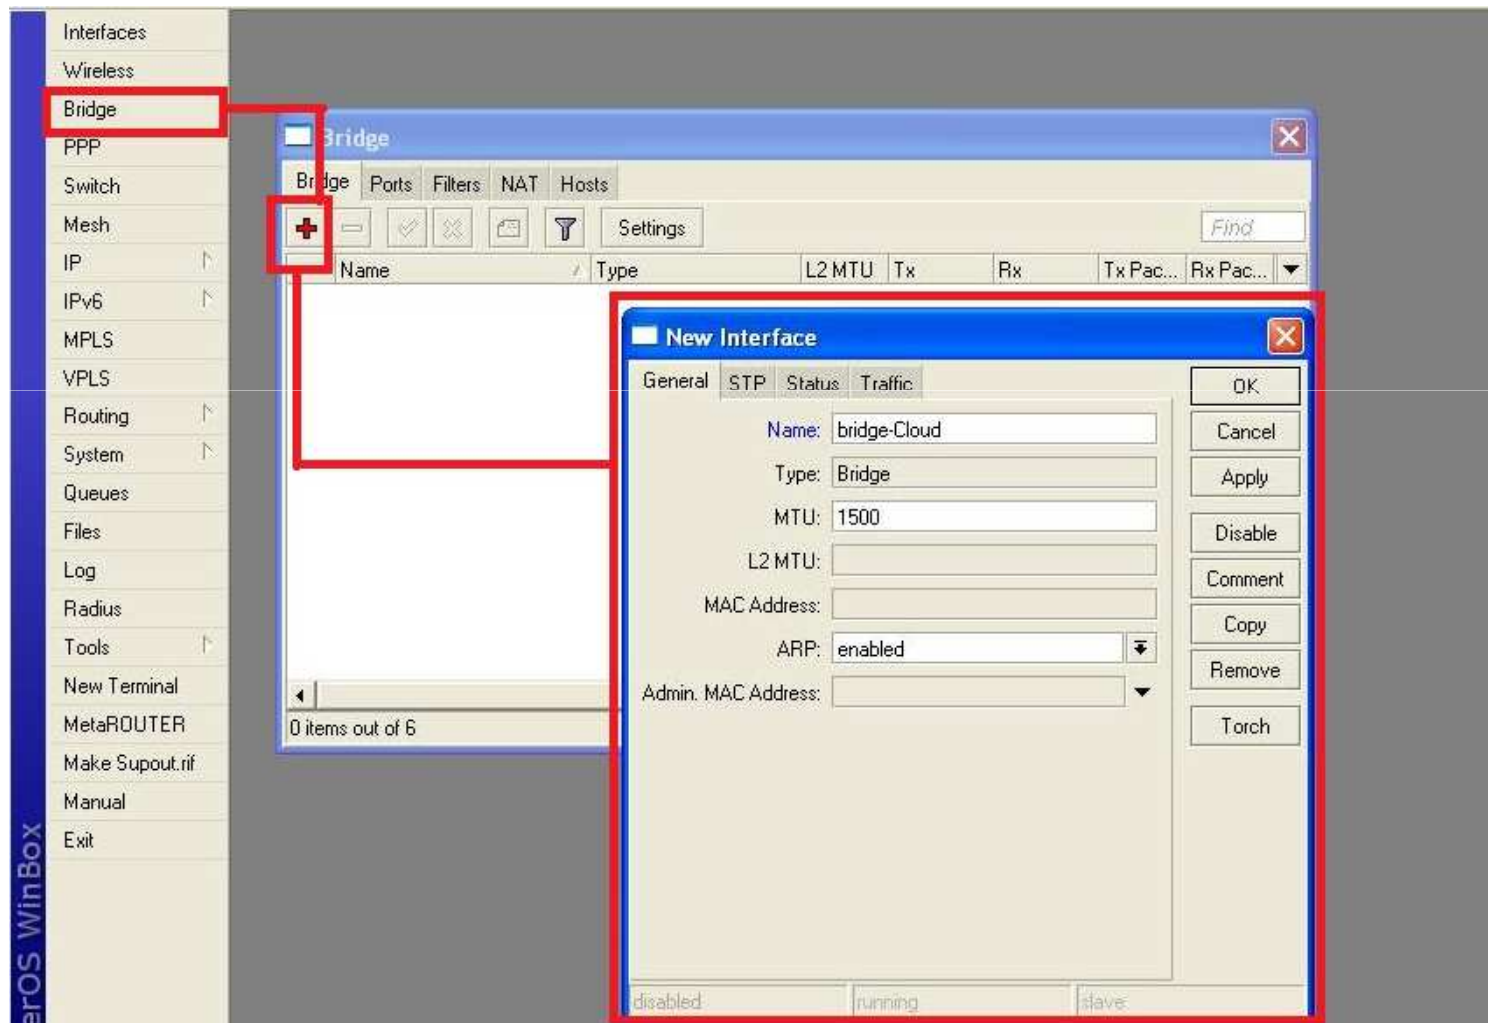 Interfaces
Wireless
Bridge
PPP
Switch
Mesh
IP
IPv6
MPLS
VPLS
Routing
System
Queues
Files
Log
Radius
Tools
New Terminal
MetaROUTER
Make Supout.rif
Manual
Exit
erOS WinBox
Bridge
Bridge Ports Filters NAT Hosts
Settings Find
Name Type L2 MTU Tx Rx Tx Pac... Rx Pac...
0 items out of 6
New Interface
General STP Status Traffic
Name: bridge-Cloud
Type: Bridge
MTU: 1500
L2 MTU:
MAC Address:
ARP: enabled
Admin. MAC Address:
OK
Cancel
Apply
Disable
Comment
Copy
Remove
Torch
disabled running slave